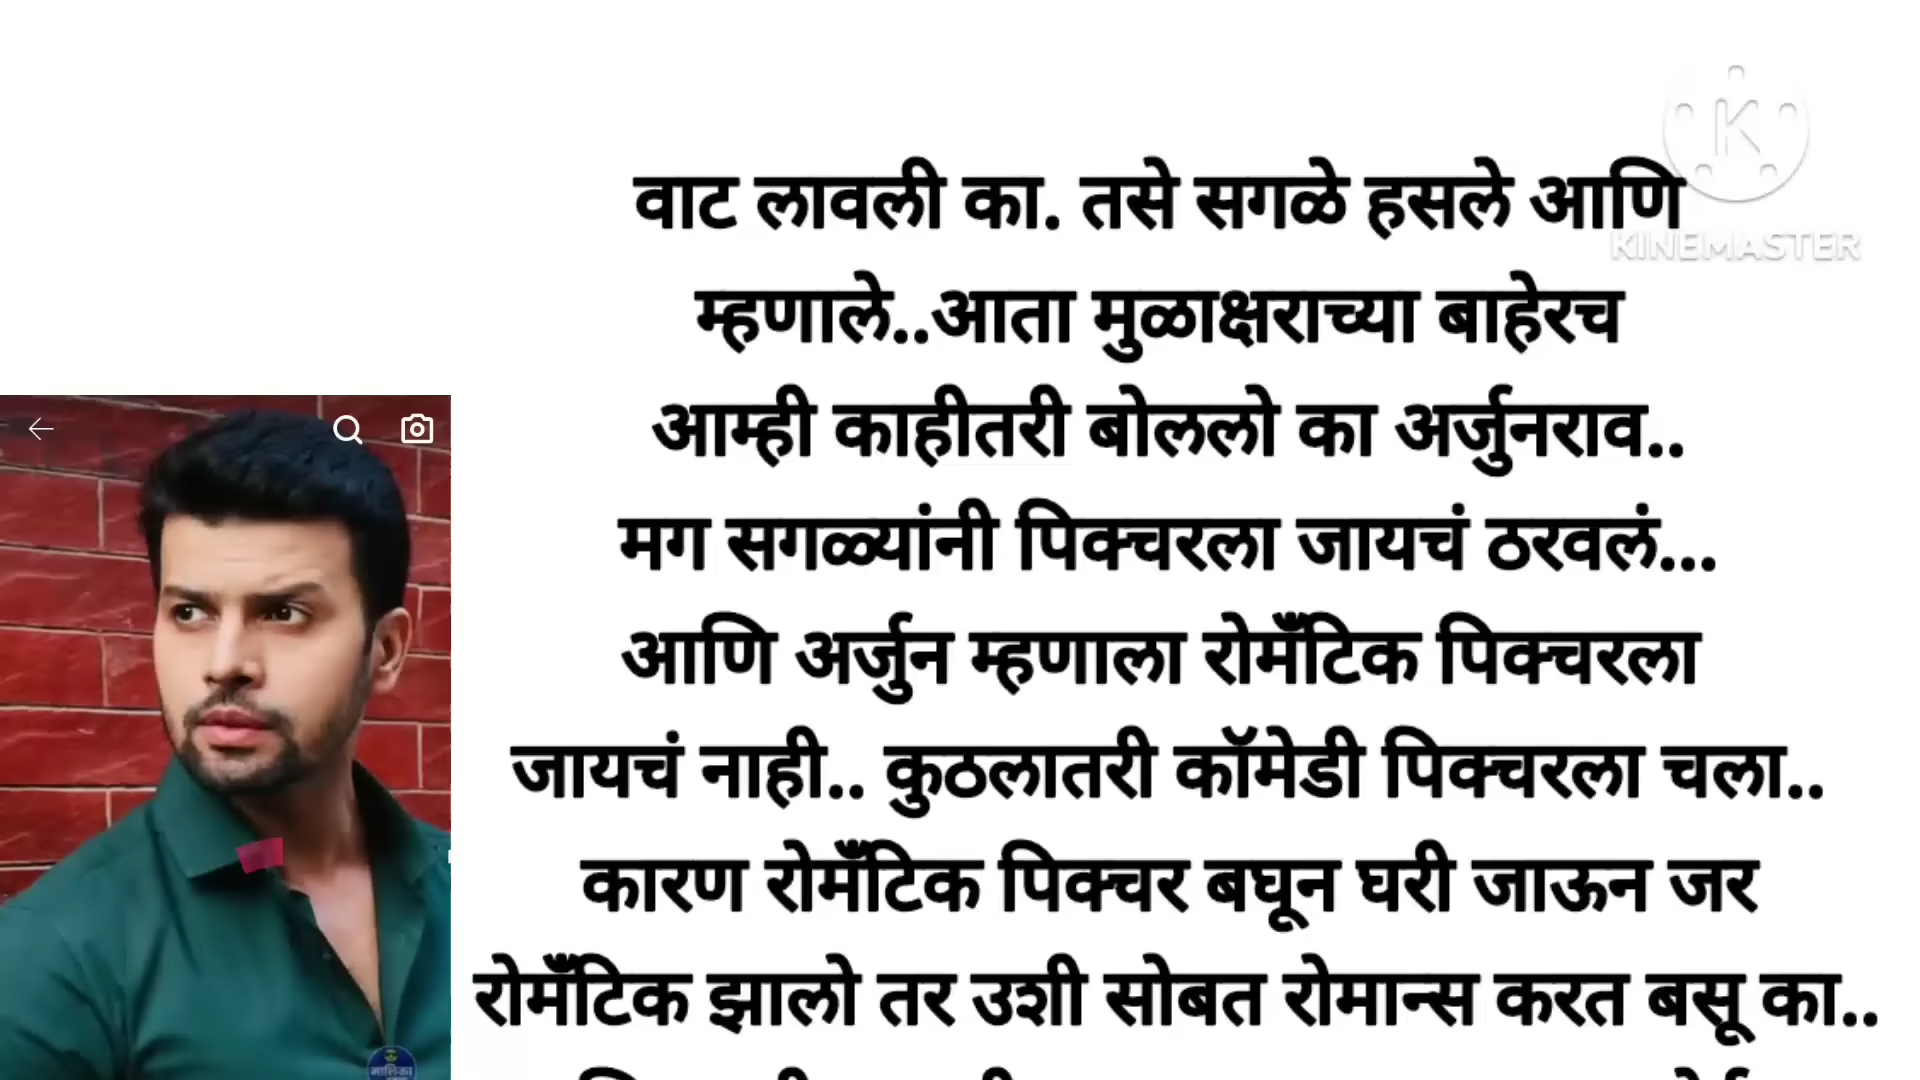 वाट लावली का. तसे सगळे हसले आणि
KINEMASTER
म्हणाले..आता मुळाक्षराच्या बाहेरच
आम्ही काहीतरी बोललो का अर्जुनराव..
मग सगळ्यांनी पिक्चरला जायचं ठरवलं...
आणि अर्जुन म्हणाला रोमँटिक पिक्चरला
जायचं नाही.. कुठलातरी कॉमेडी पिक्चरला चला..
कारण रोमँटिक पिक्चर बघून घरी जाऊन जर
रोमँटिक झालो तर उशी सोबत रोमान्स करत बसू का..
मालिका